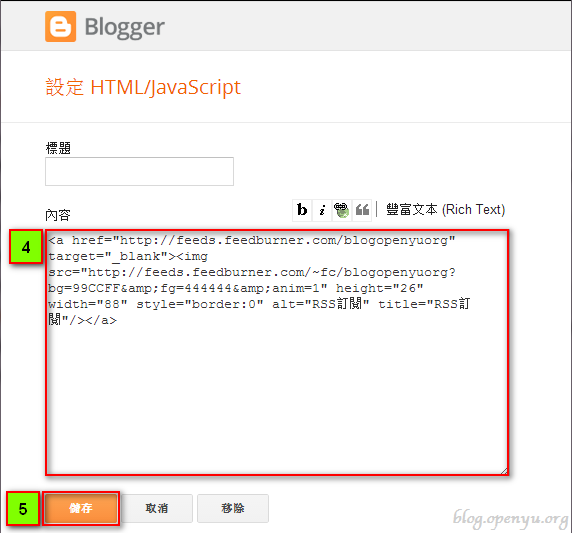 Blogger
設定 HTML/JavaScript
標題
內容
b i 豐富文本 (Rich Text)
4
<a href="http://feeds.feedburner.com/blogopenyuorg"
target="_blank"><img
src="http://feeds.feedburner.com/~fc/blogopenyuorg?
bg=99CCFF&amp;fg=444444&amp;anim=1" height="26"
width="88" style="border:0" alt="RSS訂閱" title="RSS訂
閱"/></a>
5
儲存 取消 移除
blog.openyu.org